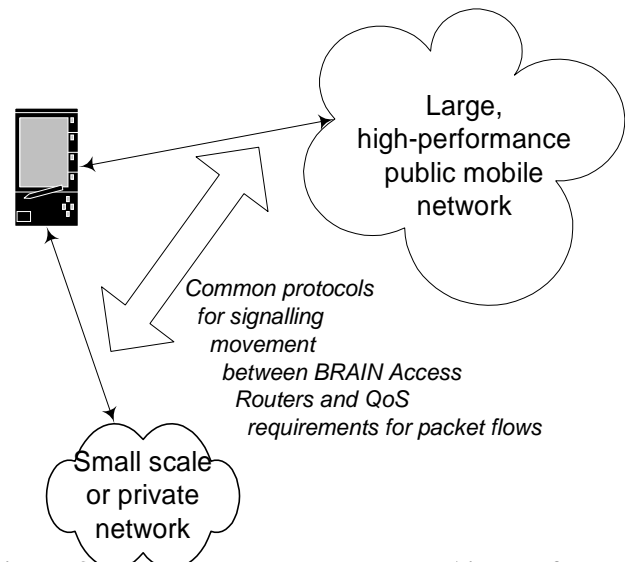 Large,
high-performance
public mobile
network
Common protocols
for signalling
movement
between BRAIN Access
Routers and QoS
requirements for packet flows
Small scale
or private
network